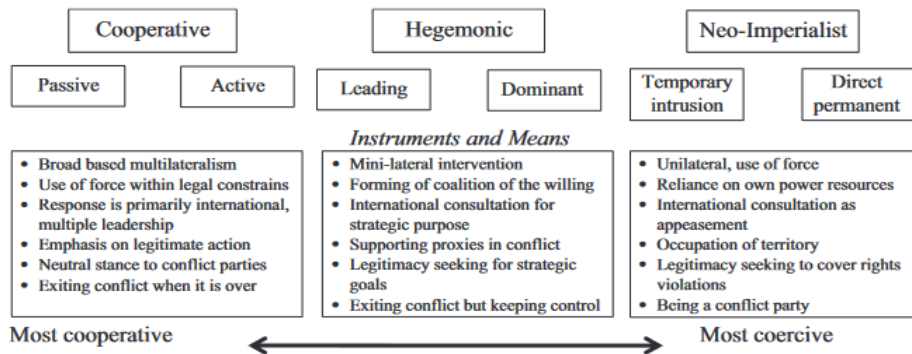 Cooperative
Hegemonic
Neo-Imperialist
Passive
Active
Leading
Dominant
Temporary
intrusion
Direct
permanent
Instruments and Means
• Broad based multilateralism
• Use of force within legal constrains
• Response is primarily international,
multiple leadership
• Emphasis on legitimate action
• Neutral stance to conflict parties
• Exiting conflict when it is over
• Mini-lateral intervention
• Forming of coalition of the willing
• International consultation for
strategic purpose
• Supporting proxies in conflict
• Legitimacy seeking for strategic
goals
• Exiting conflict but keeping control
• Unilateral, use of force
• Reliance on own power resources
• International consultation as
appeasement
• Occupation of territory
• Legitimacy seeking to cover rights
violations
• Being a conflict party
Most cooperative
Most coercive